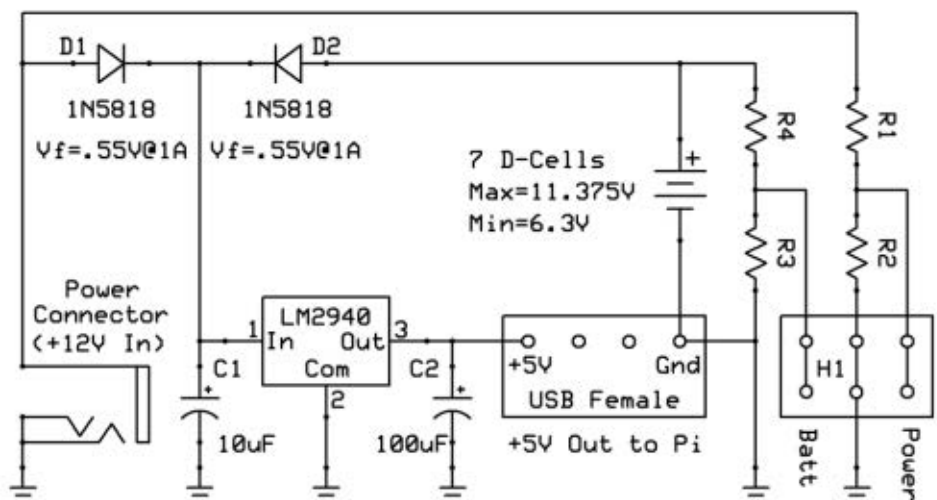 D1
D2
1N5818
1N5818
Vf=.55V@1A
Vf=.55V@1A
7 D-Cells
Max=11.375V
Min=6.3V
+
R4
R1
R3
R2
Power
Connector
(+12V In)
1
LM2940
3
In
Out
Com
2
C1
+
10uF
C2
+
100uF
+5V
Gnd
USB Female
+5V Out to Pi
H1
Batt
Power